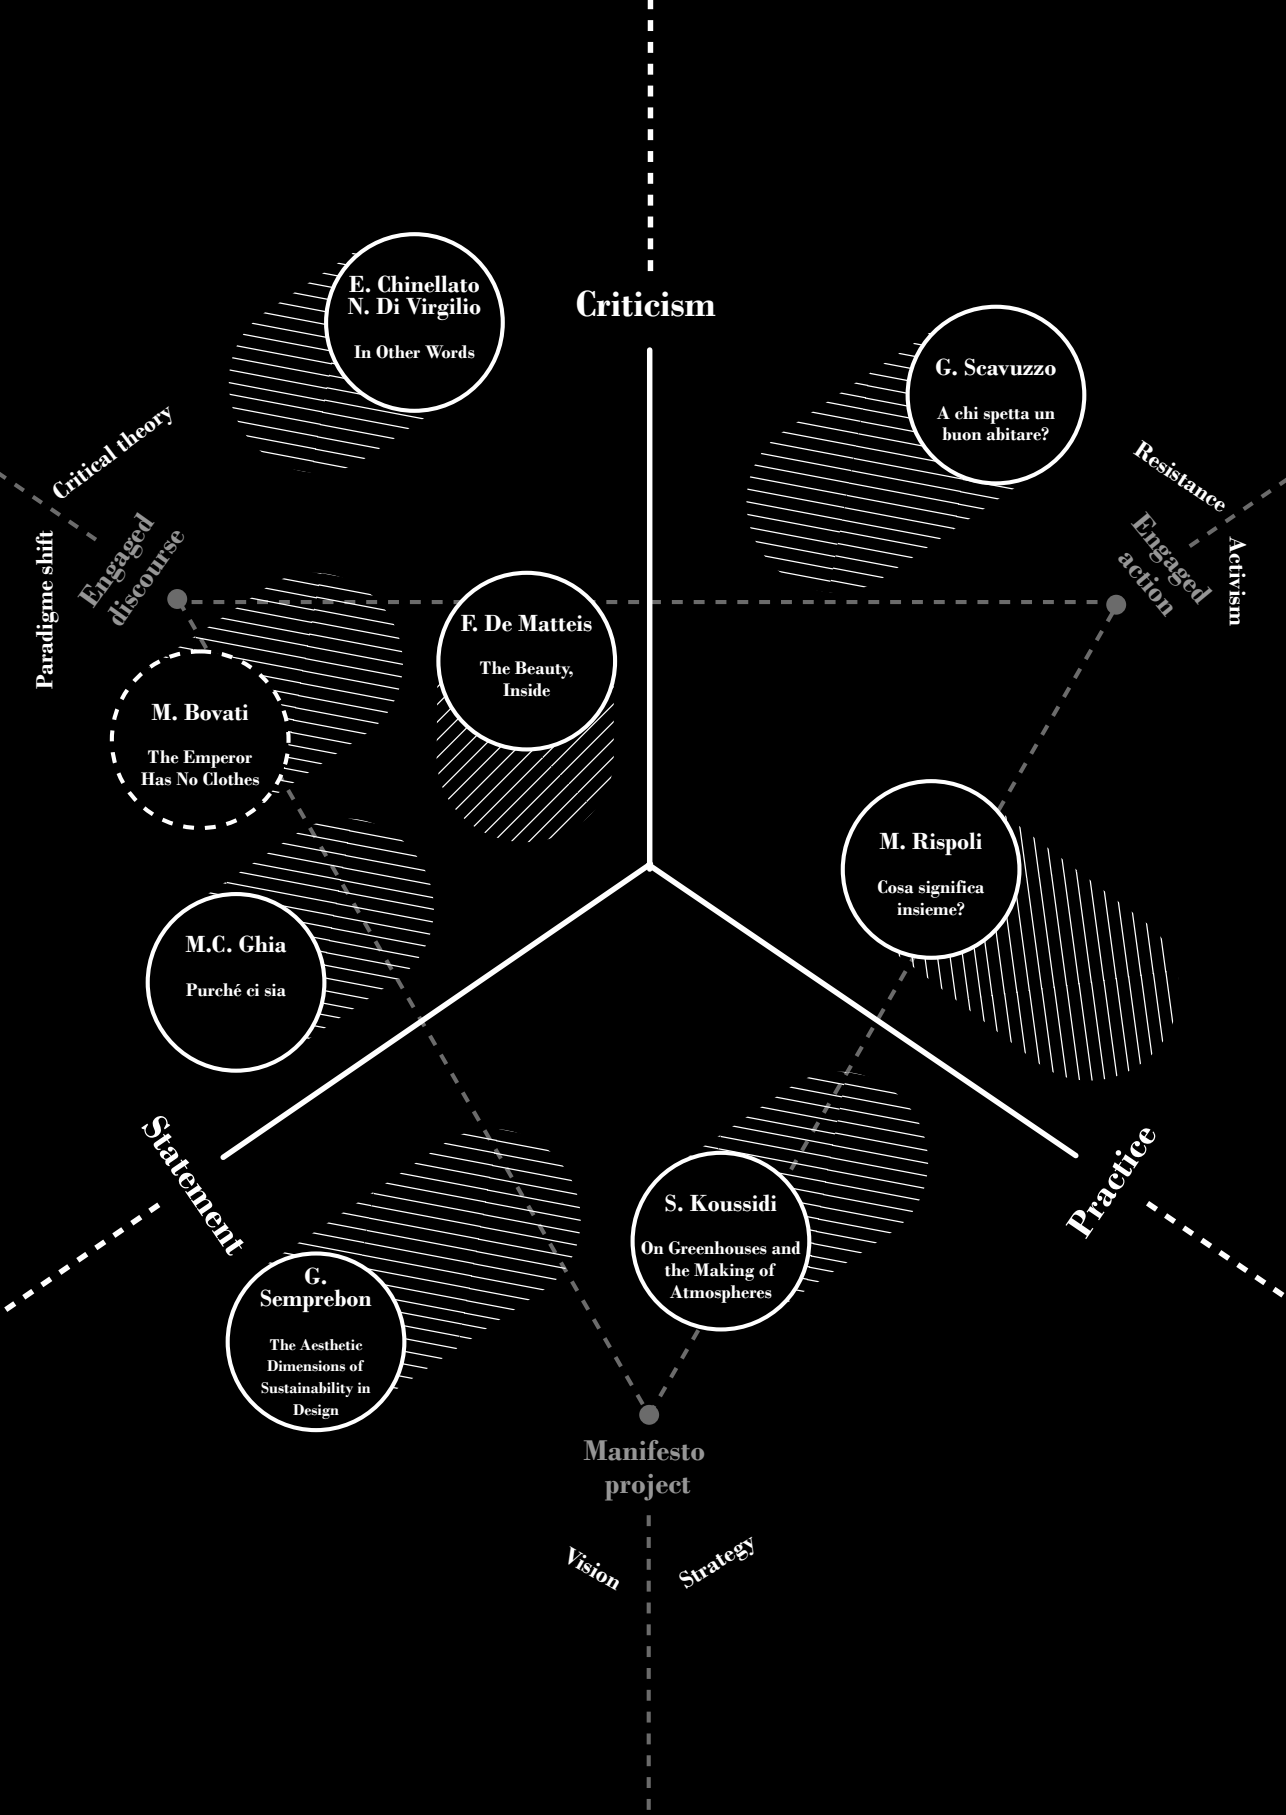 E. Chinellato
N. Di Virgilio
In Other Words
Criticism
G. Scavuzzo
A chi spetta un
buon abitare?
Critical theory
Resistance
Engaged
discourse
Paradigme shift
Engaged
action
Activism
F. De Matteis
The Beauty,
Inside
M. Bovati
The Emperor
Has No Clothes
M. Rispoli
Cosa significa
insieme?
M.C. Ghia
Purché ci sia
Statement
Practice
S. Koussidi
On Greenhouses and
the Making of
Atmospheres
G.
Semprebon
The Aesthetic
Dimensions of
Sustainability in
Design
Manifesto
project
Vision
Strategy